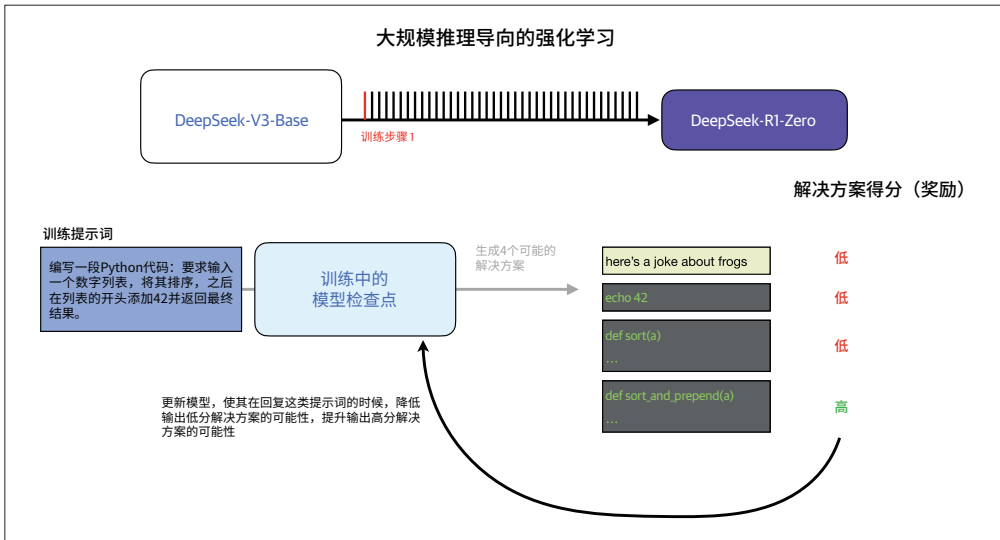 大规模推理导向的强化学习
DeepSeek-V3-Base
DeepSeek-R1-Zero
训练步骤1
解决方案得分（奖励）
训练提示词
编写一段Python代码：要求输入
一个数字列表，将其排序，之后
在列表的开头添加42并返回最终
结果。
训练中的
模型检查点
生成4个可能的
解决方案
here's a joke about frogs
低
echo 42
低
def sort(a)
…
低
def sort_and_prepend(a)
…
高
更新模型，使其在回复这类提示词的时候，降低
输出低分解决方案的可能性，提升输出高分解决
方案的可能性